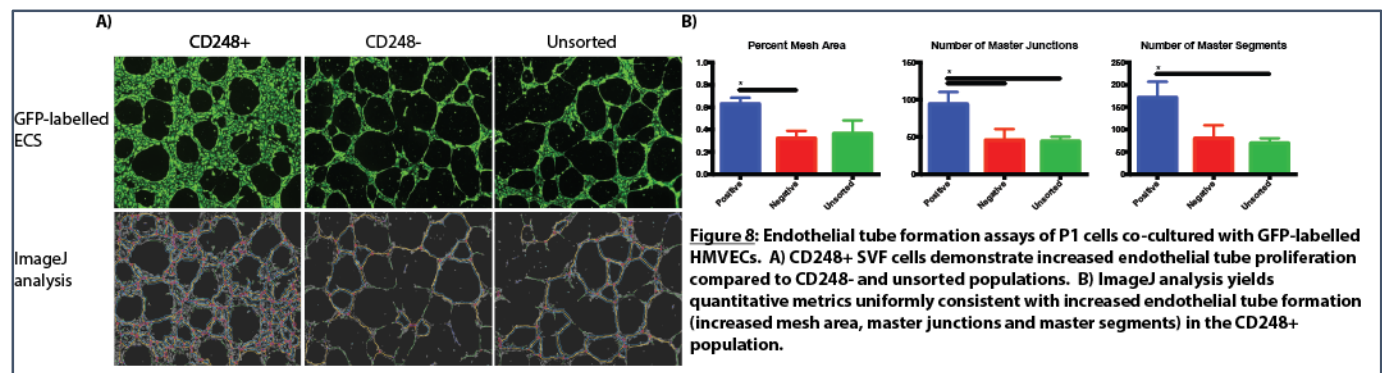 A)
CD248+
CD248-
Unsorted
GFP-labelled
ECS
ImageJ
analysis
B)
Percent Mesh Area
1.0
0.8
0.6
0.4
0.2
0.0
*
Positive
Negative
Unsorted
Number of Master Junctions
150
100
50
0
*
Positive
Negative
Unsorted
Number of Master Segments
250
200
150
100
50
0
*
Positive
Negative
Unsorted
Figure 8: Endothelial tube formation assays of P1 cells co-cultured with GFP-labelled
HMVECs. A) CD248+ SVF cells demonstrate increased endothelial tube proliferation
compared to CD248- and unsorted populations. B) ImageJ analysis yields
quantitative metrics uniformly consistent with increased endothelial tube formation
(increased mesh area, master junctions and master segments) in the CD248+
population.